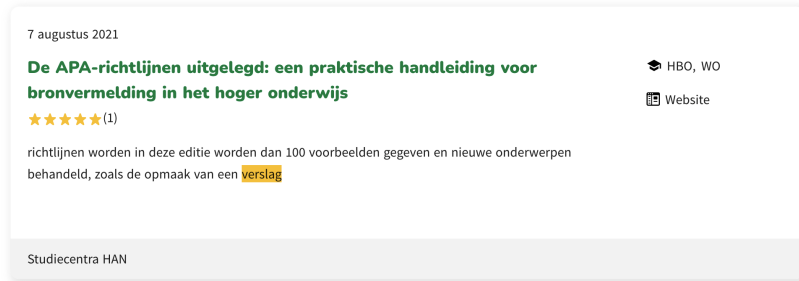 7 augustus 2021
De APA-richtlijnen uitgelegd: een praktische handleiding voor
bronvermelding in het hoger onderwijs
(1)
richtlijnen worden in deze editie worden dan 100 voorbeelden gegeven en nieuwe onderwerpen
behandeld, zoals de opmaak van een verslag
HBO, WO
Website
Studiecentra HAN